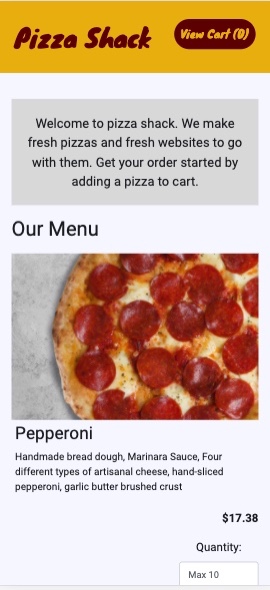 Pizza Shack
View Cart (0)
Welcome to pizza shack. We make
fresh pizzas and fresh websites to go
with them. Get your order started by
adding a pizza to cart.
Our Menu
Pepperoni
Handmade bread dough, Marinara Sauce, Four
different types of artisanal cheese, hand-sliced
pepperoni, garlic butter brushed crust
$17.38
Quantity:
Max 10